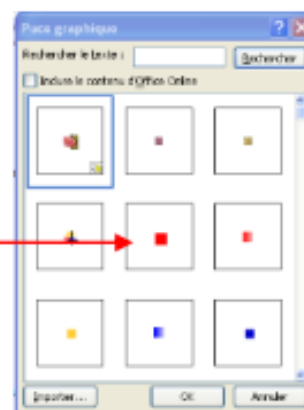 Puce graphique
Rechercher le texte :
Rechercher
Inclure le contenu d'Office Online
Importer...
OK
Annuler